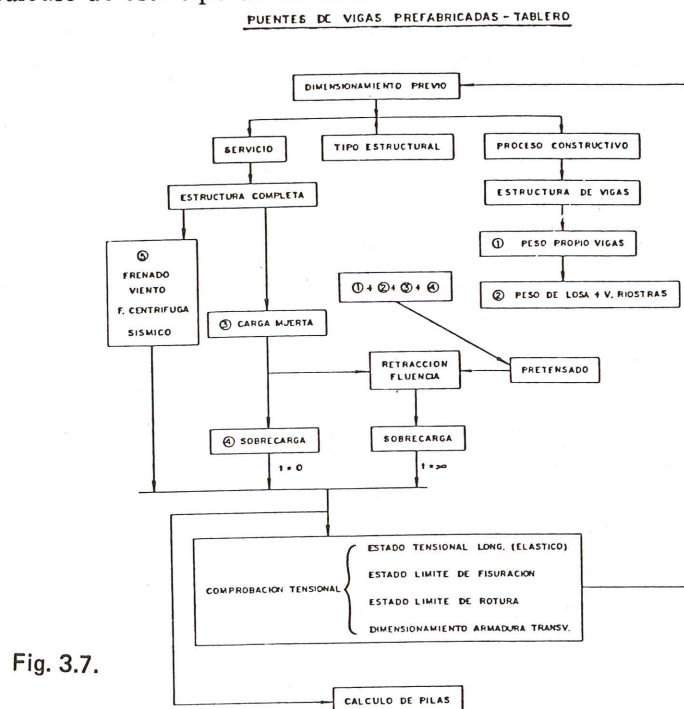 PUENTES DE VIGAS PREFABRICADAS - TABLERO
DIMENSIONAMIENTO PREVIO
SERVICIO
TIPO ESTRUCTURAL
PROCESO CONSTRUCTIVO
ESTRUCTURA COMPLETA
ESTRUCTURA DE VIGAS
① PESO PROPIO VIGAS
⑤
FRENADO
VIENTO
F. CENTRIFUGA
SISMICO
①+②+③+④
② PESO DE LOSA + V. RIOSTRAS
③ CARGA MUERTA
RETRACCION
FLUENCIA
PRETENSADO
④ SOBRECARGA
SOBRECARGA
t = 0
t = ∞
COMPROBACION TENSIONAL
ESTADO TENSIONAL LONG. (ELASTICO)
ESTADO LIMITE DE FISURACION
ESTADO LIMITE DE ROTURA
DIMENSIONAMIENTO ARMADURA TRANSV.
Fig. 3.7.
CALCULO DE PILAS